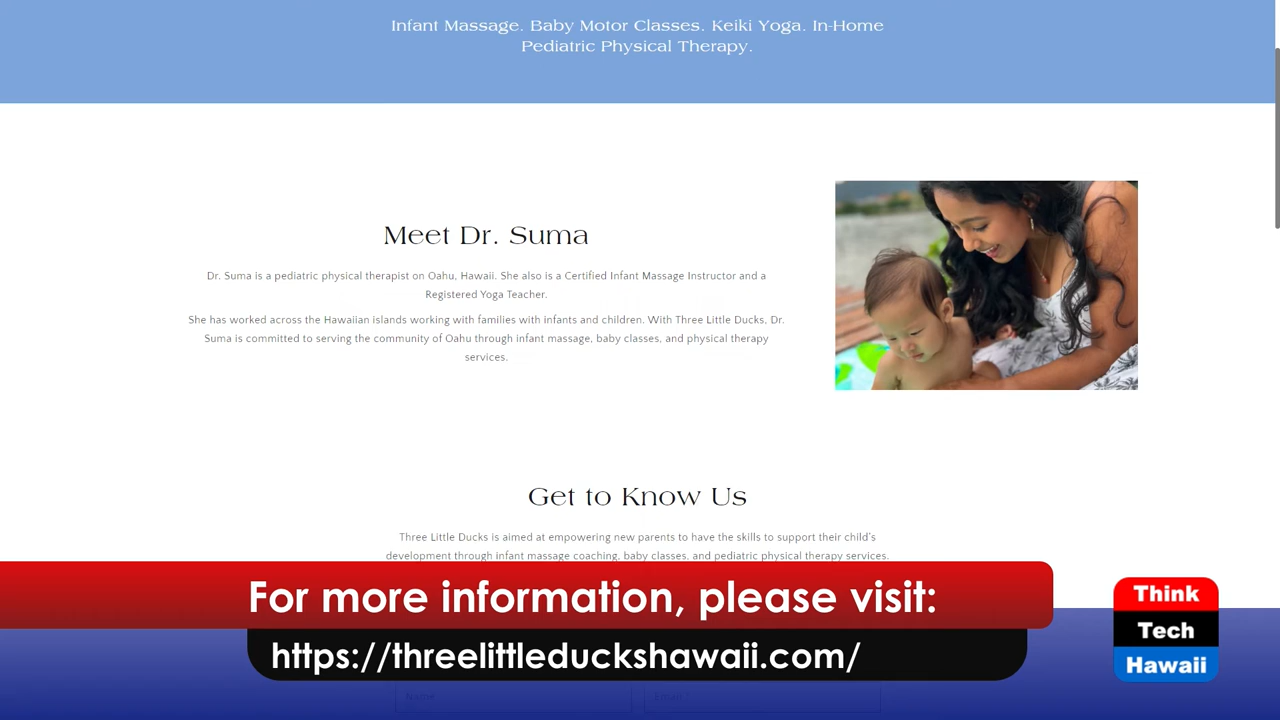 Infant Massage. Baby Motor Classes. Keiki Yoga. In-Home
Pediatric Physical Therapy.
Meet Dr. Suma
Dr. Suma is a pediatric physical therapist on Oahu, Hawaii. She also is a Certified Infant Massage Instructor and a
Registered Yoga Teacher.
She has worked across the Hawaiian islands working with families with infants and children. With Three Little Ducks, Dr.
Suma is committed to serving the community of Oahu through infant massage, baby classes, and physical therapy
services.
Get to Know Us
Three Little Ducks is aimed at empowering new parents to have the skills to support their child's
development through infant massage coaching, baby classes, and pediatric physical therapy services.
For more information, please visit:
https://threelittleduckshawaii.com/
Think
Tech
Hawaii
Name
Email *